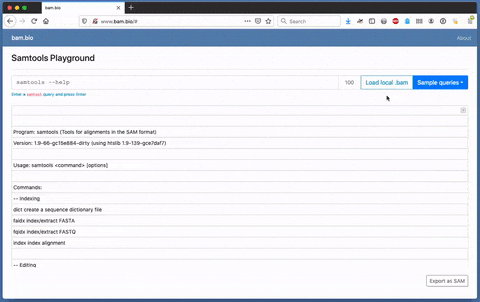 bam.bio
www.bam.bio/#
Search
bam.bio
About
Samtools Playground
samtools --help
100
Load local .bam
Sample queries
Enter a samtools query and press Enter
Program: samtools (Tools for alignments in the SAM format)
Version: 1.9-66-gc15e884-dirty (using htslib 1.9-139-gce7daf7)
Usage: samtools <command> [options]
Commands:
-- Indexing
dict create a sequence dictionary file
faidx index/extract FASTA
fqidx index/extract FASTQ
index index alignment
-- Editing
Export as SAM